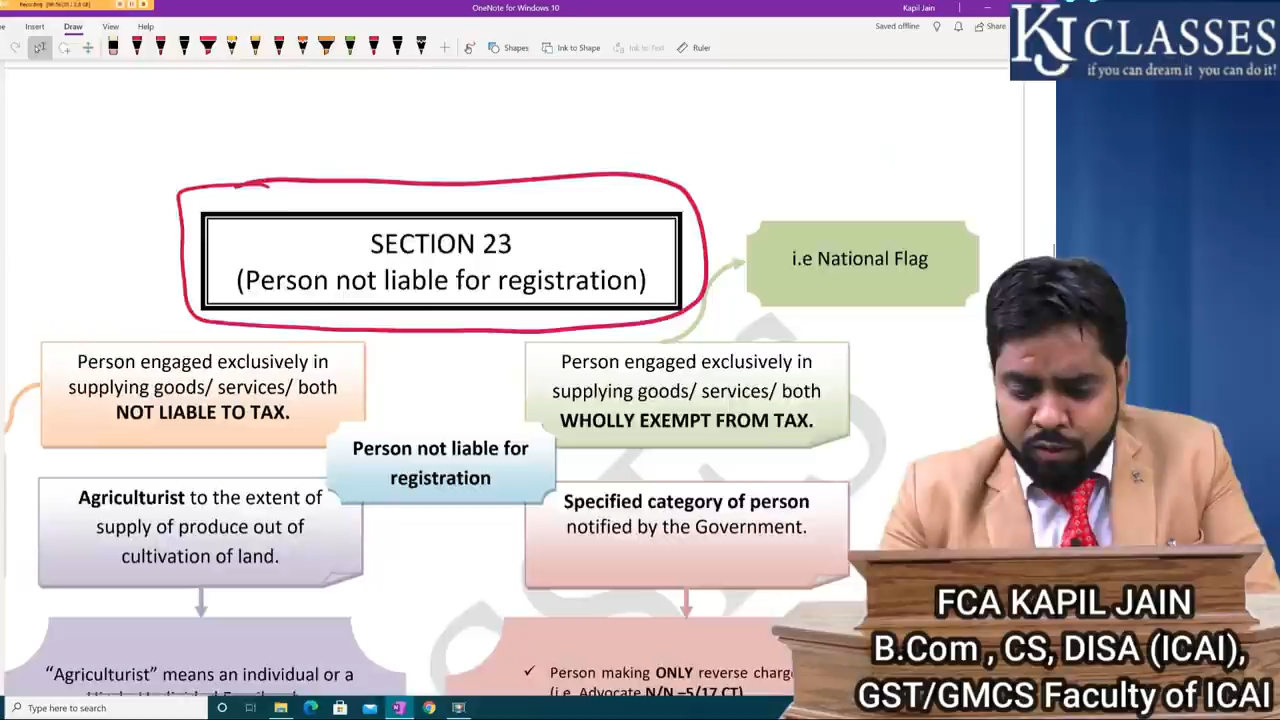 OneNote for Windows 10
Kapil Jain
Insert Draw View Help
Saved offline
Share
Shapes
Ink to Shape
Ink to Text
Ruler
KJ CLASSES
if you can dream it you can do it!
SECTION 23
(Person not liable for registration)
i.e National Flag
Person engaged exclusively in
supplying goods/ services/ both
NOT LIABLE TO TAX.
Person engaged exclusively in
supplying goods/ services/ both
WHOLLY EXEMPT FROM TAX.
Person not liable for
registration
Agriculturist to the extent of
supply of produce out of
cultivation of land.
Specified category of person
notified by the Government.
“Agriculturist” means an individual or a
✓ Person making ONLY reverse charge
(i.e. Advocate N/N –5/17 CT)
FCA KAPIL JAIN
B.Com , CS, DISA (ICAI),
GST/GMCS Faculty of ICAI
Type here to search